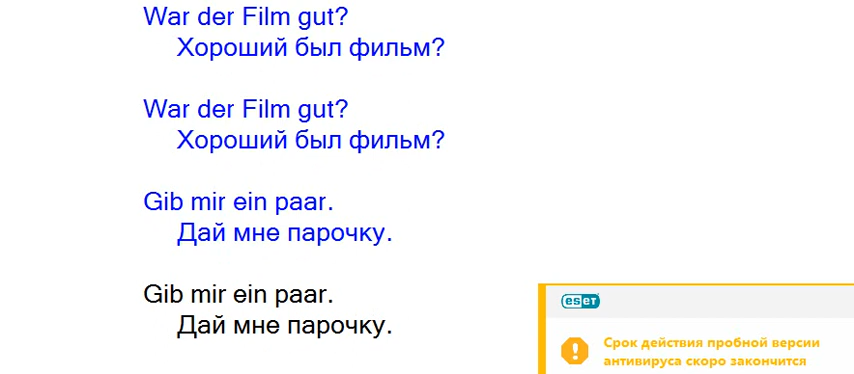 War der Film gut?
Хороший был фильм?
War der Film gut?
Хороший был фильм?
Gib mir ein paar.
Дай мне парочку.
Gib mir ein paar.
Дай мне парочку.
eseт
Срок действия пробной версии
антивируса скоро закончится